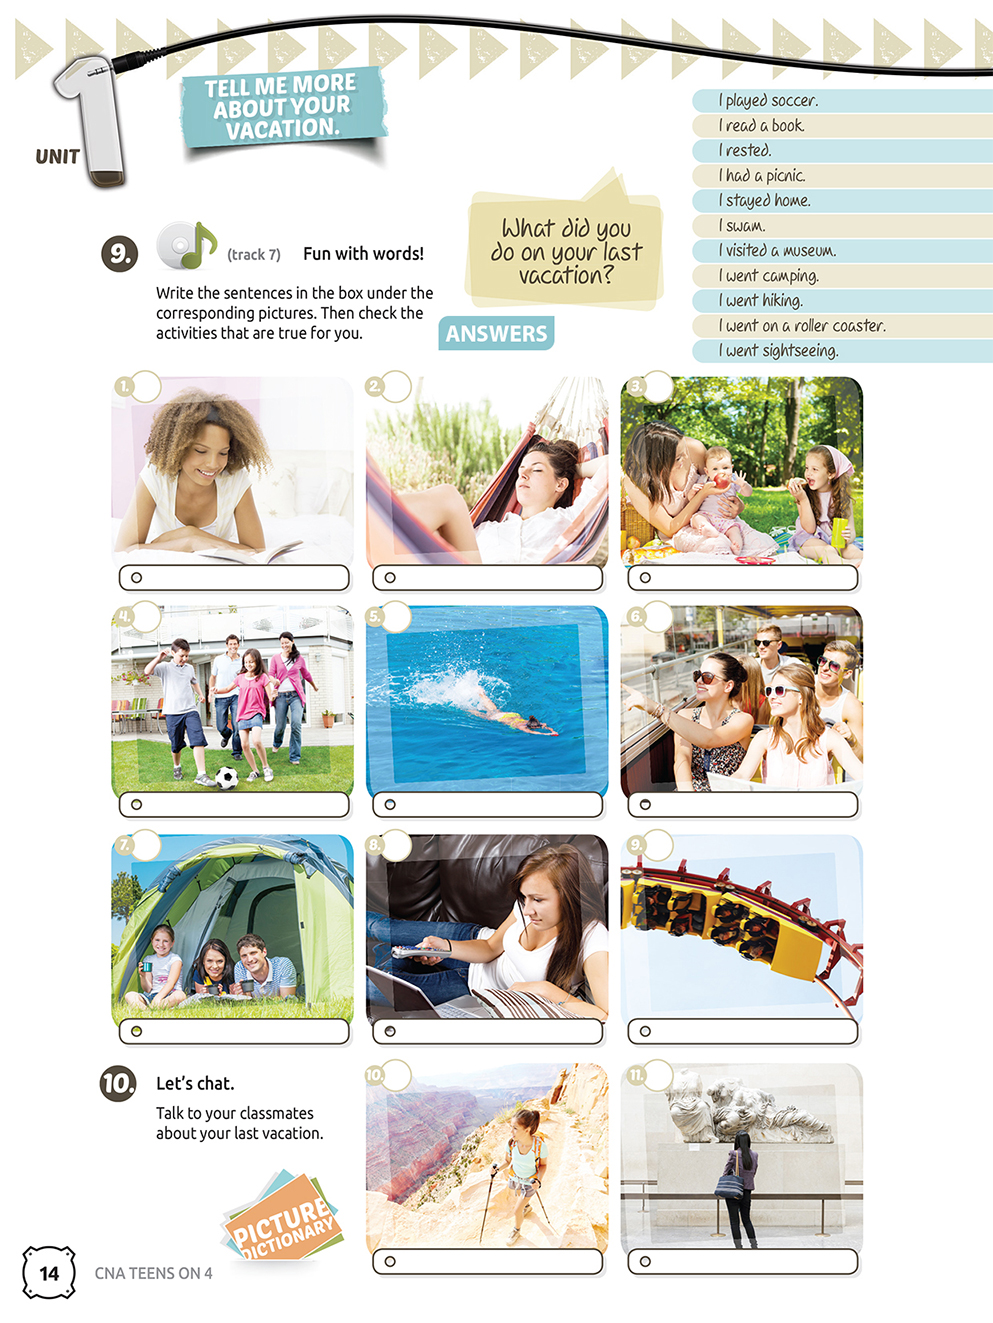 UNIT 1
TELL ME MORE
ABOUT YOUR
VACATION.
I played soccer.
I read a book.
I rested.
I had a picnic.
I stayed home.
I swam.
I visited a museum.
I went camping.
I went hiking.
I went on a roller coaster.
I went sightseeing.
What did you
do on your last
vacation?
ANSWERS
9. (track 7) Fun with words!
Write the sentences in the box under the
corresponding pictures. Then check the
activities that are true for you.
1.
2.
3.
4.
5.
6.
7.
8.
9.
10. Let's chat.
Talk to your classmates
about your last vacation.
10.
11.
PICTURE
DICTIONARY
14 CNA TEENS ON 4